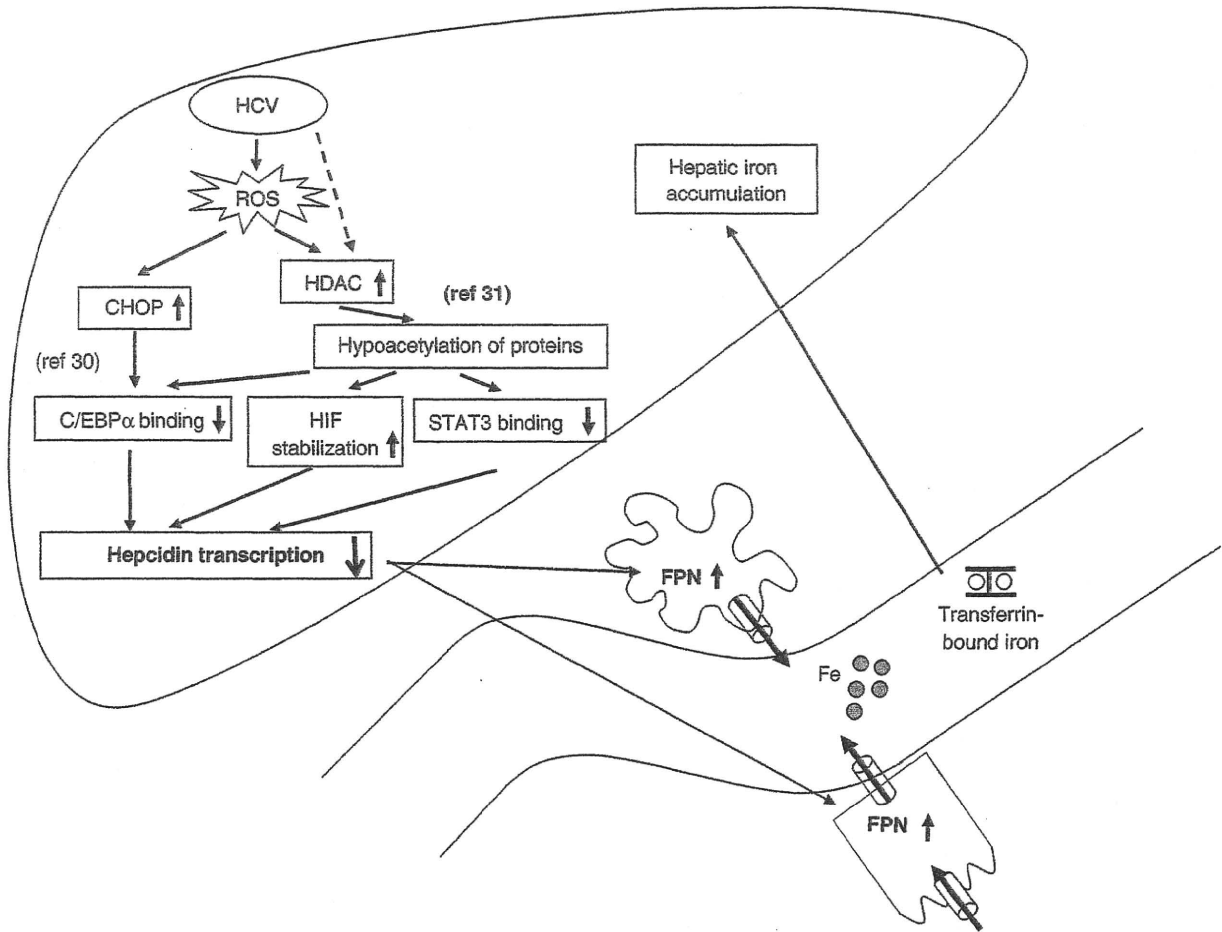 HCV
ROS
HDAC
CHOP
(ref 31)
Hypoacetylation of proteins
(ref 30)
C/EBPα binding
HIF
stabilization
STAT3 binding
Hepcidin transcription
Hepatic iron
accumulation
FPN
Transferrin-
bound iron
Fe
FPN